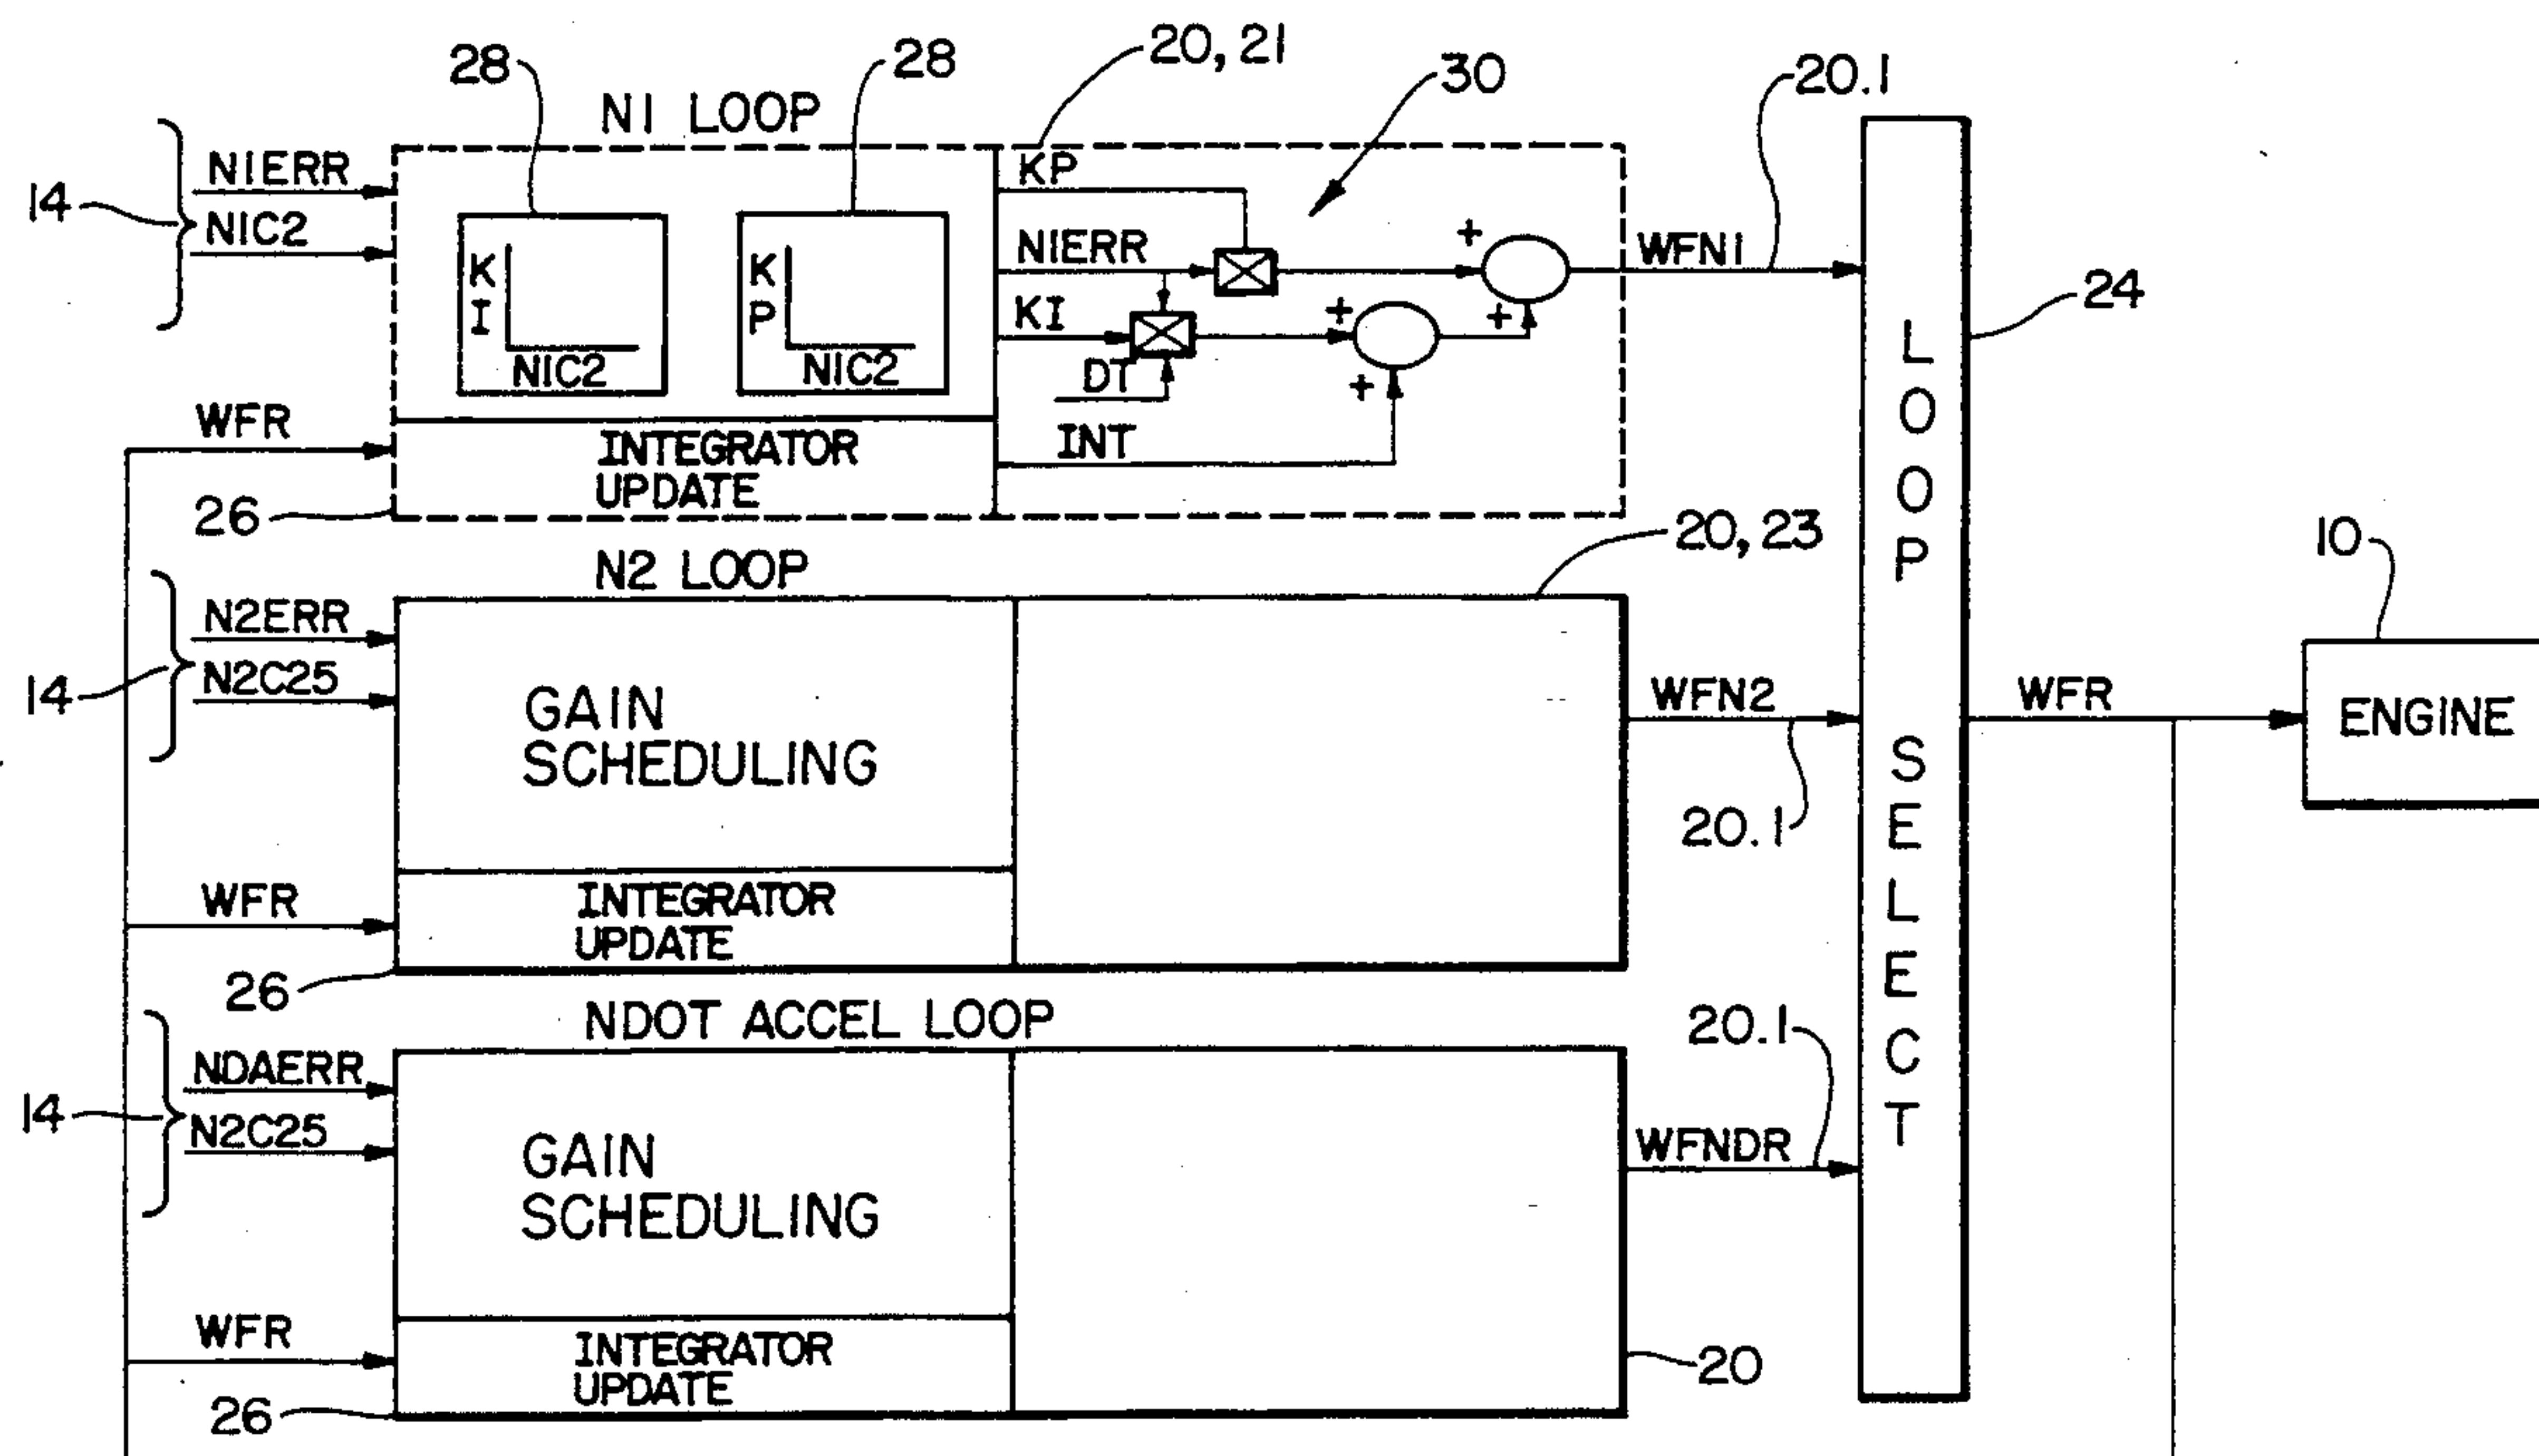 28
28
20, 21
30
20.1
N1 LOOP
14
N1ERR
N1C2
KI
N1C2
KP
N1C2
KP
N1ERR
KI
DT
INT
+
+
+
+
WFN1
24
WFR
INTEGRATOR
UPDATE
26
LOOP SELECT
N2 LOOP
20, 23
10
14
N2ERR
N2C25
GAIN
SCHEDULING
WFN2
20.1
WFR
ENGINE
WFR
INTEGRATOR
UPDATE
26
NDOT ACCEL LOOP
20.1
14
NDAERR
N2C25
GAIN
SCHEDULING
WFNDR
WFR
INTEGRATOR
UPDATE
20
26